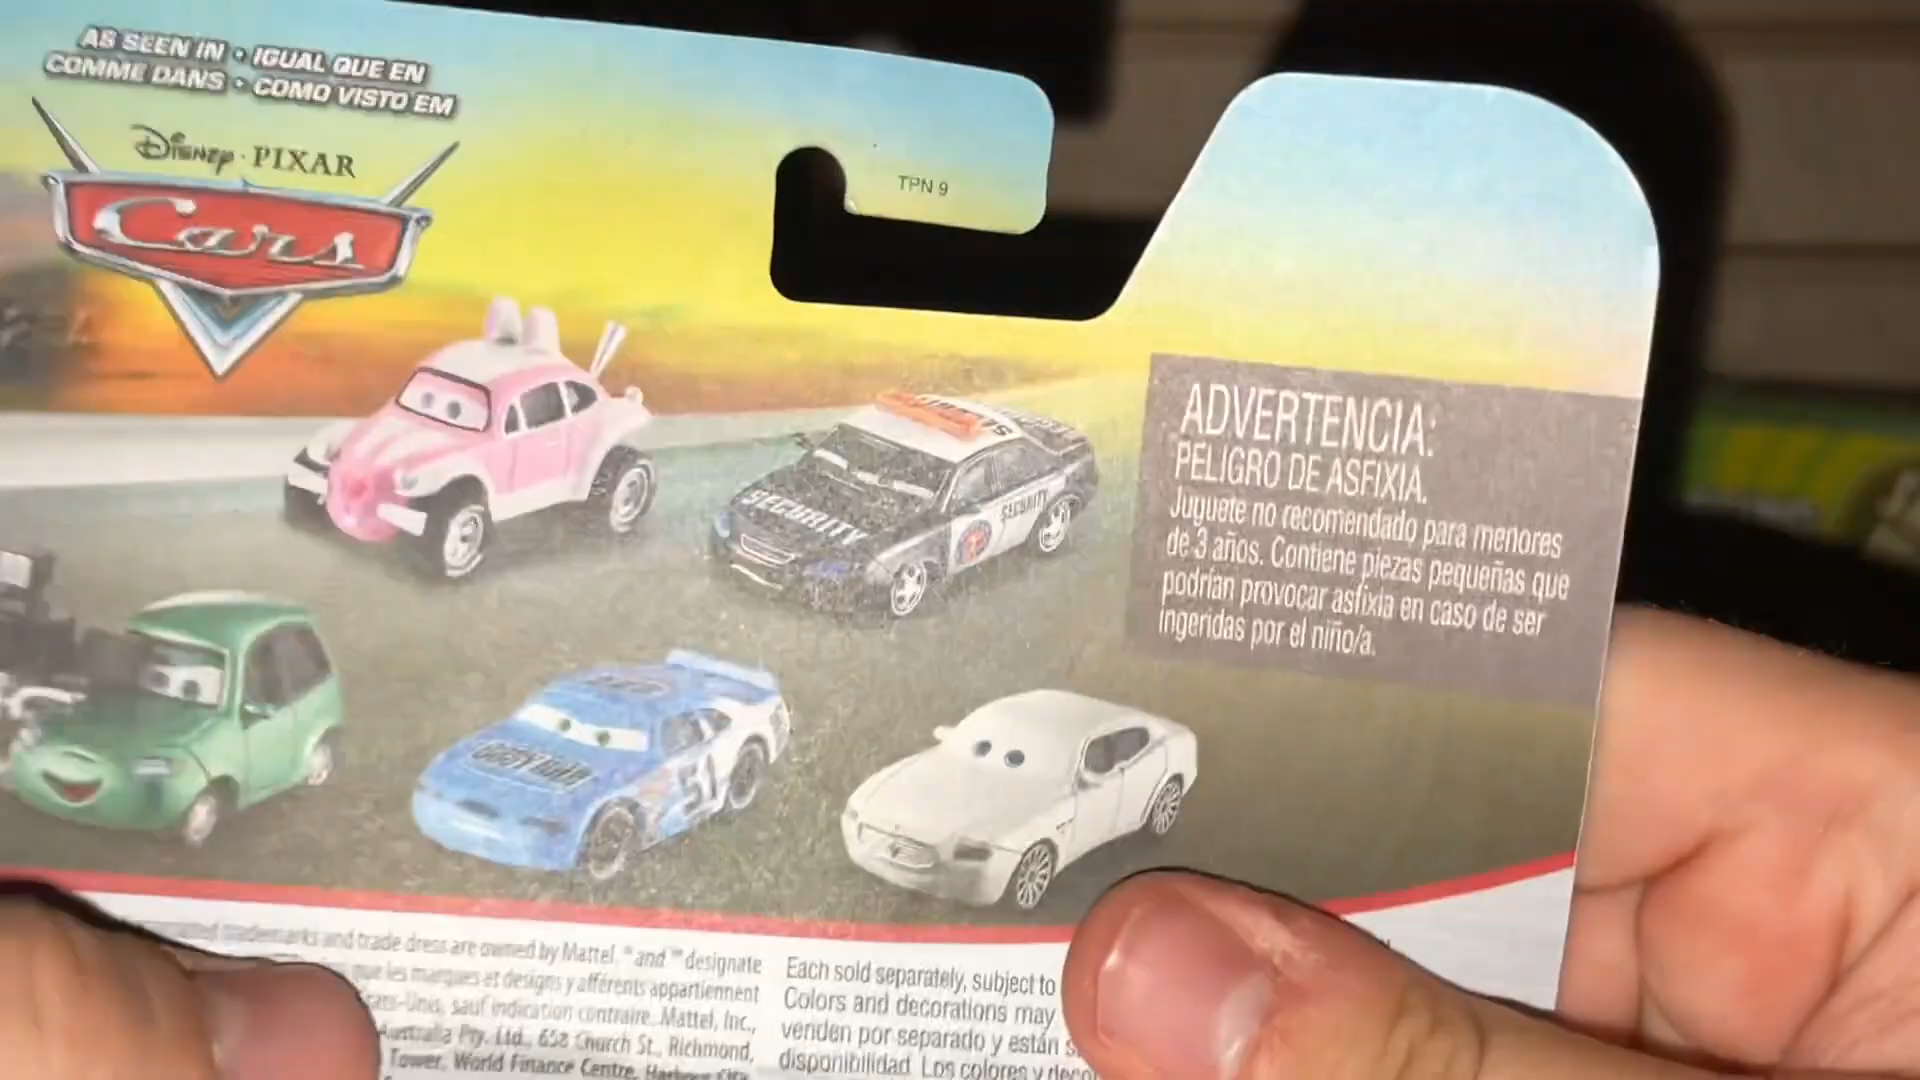 AS SEEN IN • IGUAL QUE EN
COMME DANS • COMO VISTO EM
Disney · PIXAR
Cars
TPN 9
SECURITY
SECURITY
51
ADVERTENCIA:
PELIGRO DE ASFIXIA.
Juguete no recomendado para menores
de 3 años. Contiene piezas pequeñas que
podrían provocar asfixia en caso de ser
ingeridas por el niño/a.
trademarks and trade dress are owned by Mattel. ™ and ™ designate
que les marques et designs y afférents appartiennent
États-Unis, sauf indication contraire. Mattel, Inc.,
Australia Pty. Ltd., 658 Church St., Richmond,
Tower, World Finance Centre, Harbour City,
Each sold separately, subject to
Colors and decorations may
venden por separado y están
disponibilidad. Los colores y